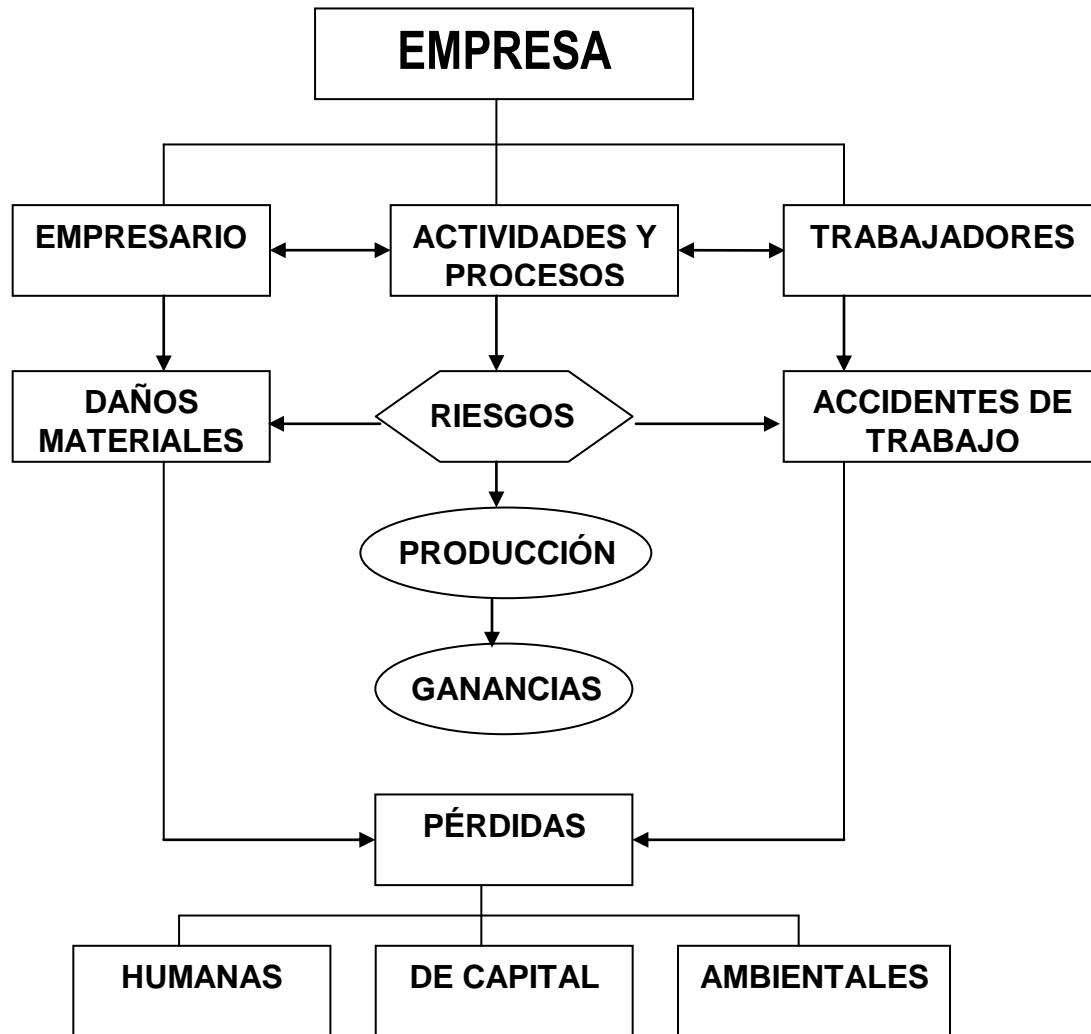 EMPRESA
EMPRESARIO
ACTIVIDADES Y
PROCESOS
TRABAJADORES
DAÑOS
MATERIALES
RIESGOS
ACCIDENTES DE
TRABAJO
PRODUCCIÓN
GANANCIAS
PÉRDIDAS
HUMANAS
DE CAPITAL
AMBIENTALES